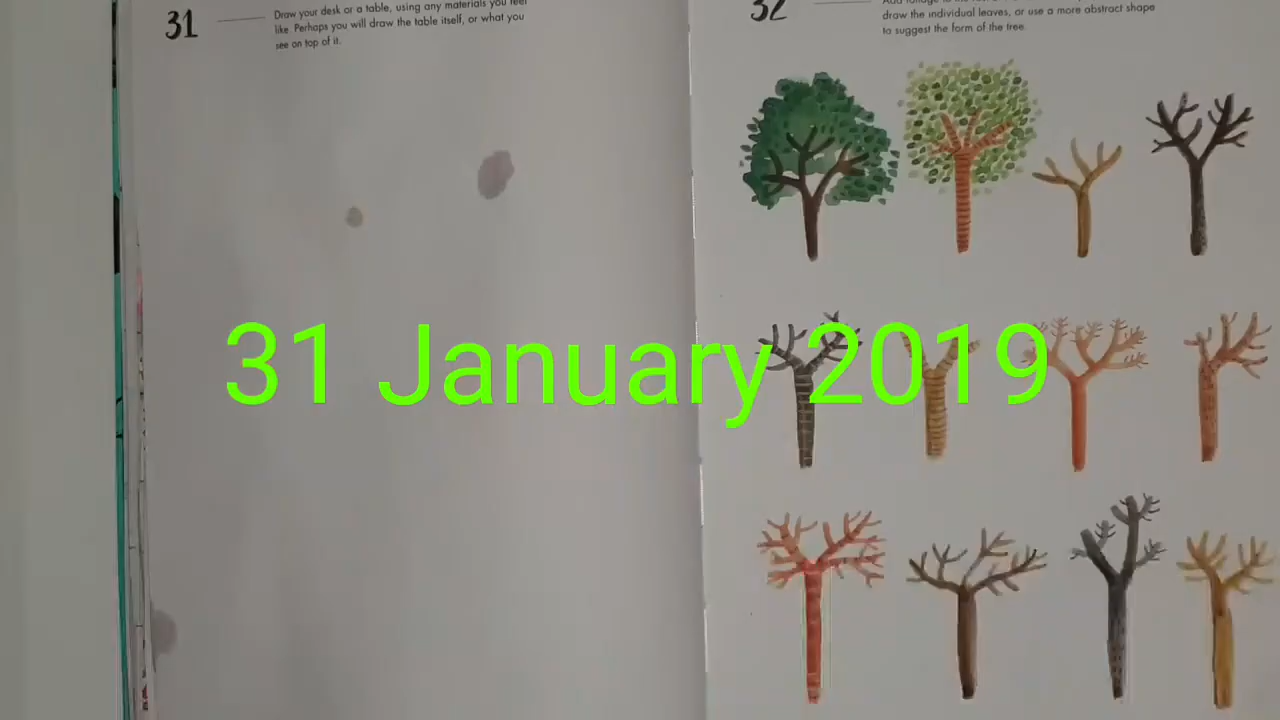 31
Draw your desk or a table, using any materials you feel
like. Perhaps you will draw the table itself, or what you
see on top of it.
32
draw the individual leaves, or use a more abstract shape
to suggest the form of the tree.
31 January 2019